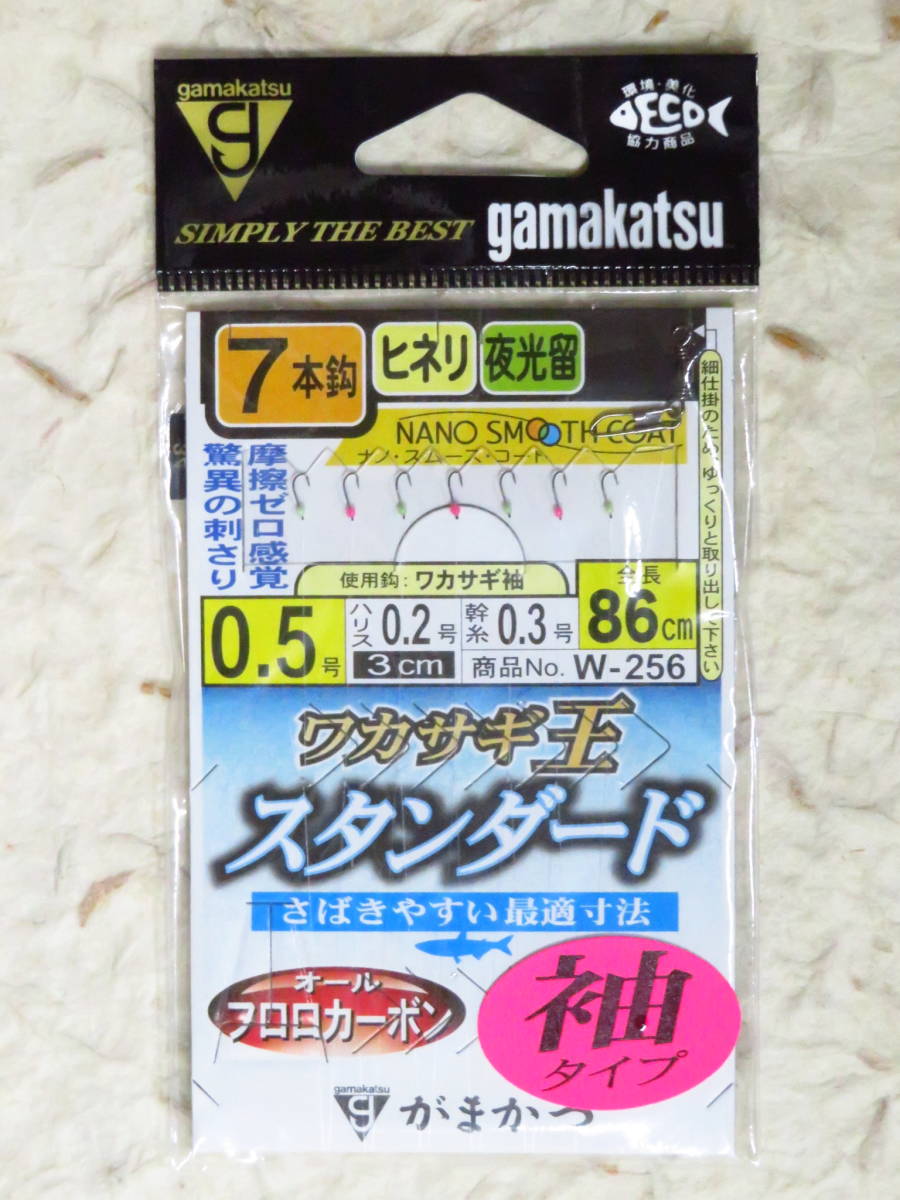 gamakatsu
環境・美化
ECO
協力商品
SIMPLY THE BEST
gamakatsu
7本鈎
ヒネリ
夜光留
NANO SMOOTH COAT
ナノ・スムース・コート
摩擦ゼロ感覚
驚異の刺さり
細仕掛のため、ゆっくりと取り出して下さい
使用鈎:ワカサギ袖
0.5号
ハリス0.2号
3cm
幹糸0.3号
全長
86cm
商品No. W-256
ワカサギ王
スタンダード
さばきやすい最適寸法
オール
フロロカーボン
袖
タイプ
gamakatsu
がまかつ